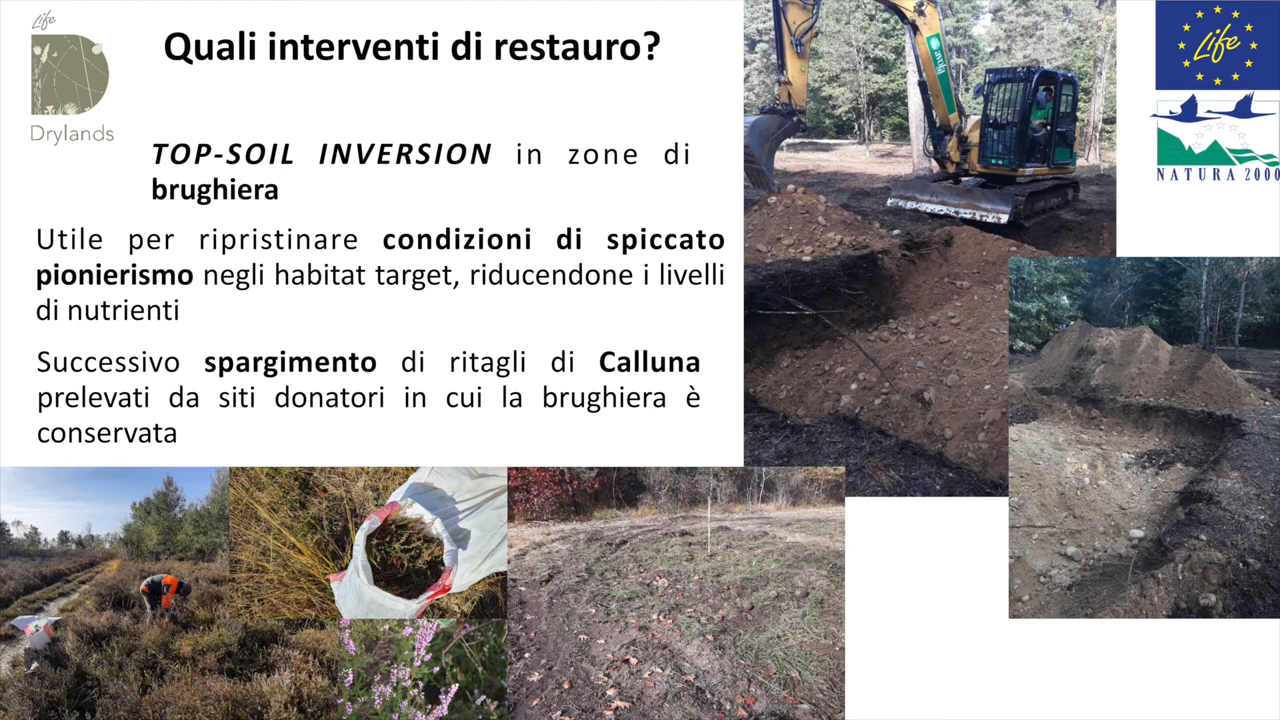 Life
Drylands
Quali interventi di restauro?
TOP-SOIL INVERSION in zone di
brughiera
Utile per ripristinare condizioni di spiccato
pionierismo negli habitat target, riducendone i livelli
di nutrienti
Successivo spargimento di ritagli di Calluna
prelevati da siti donatori in cui la brughiera è
conservata
Life
NATURA 2000